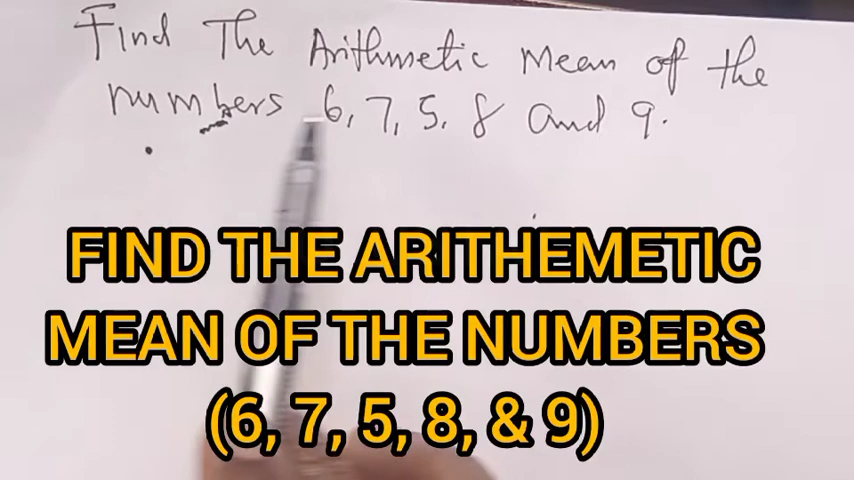 Find The Arithmetic Mean of the
numbers 6, 7, 5, 8 and 9.
FIND THE ARITHEMETIC
MEAN OF THE NUMBERS
(6, 7, 5, 8, & 9)